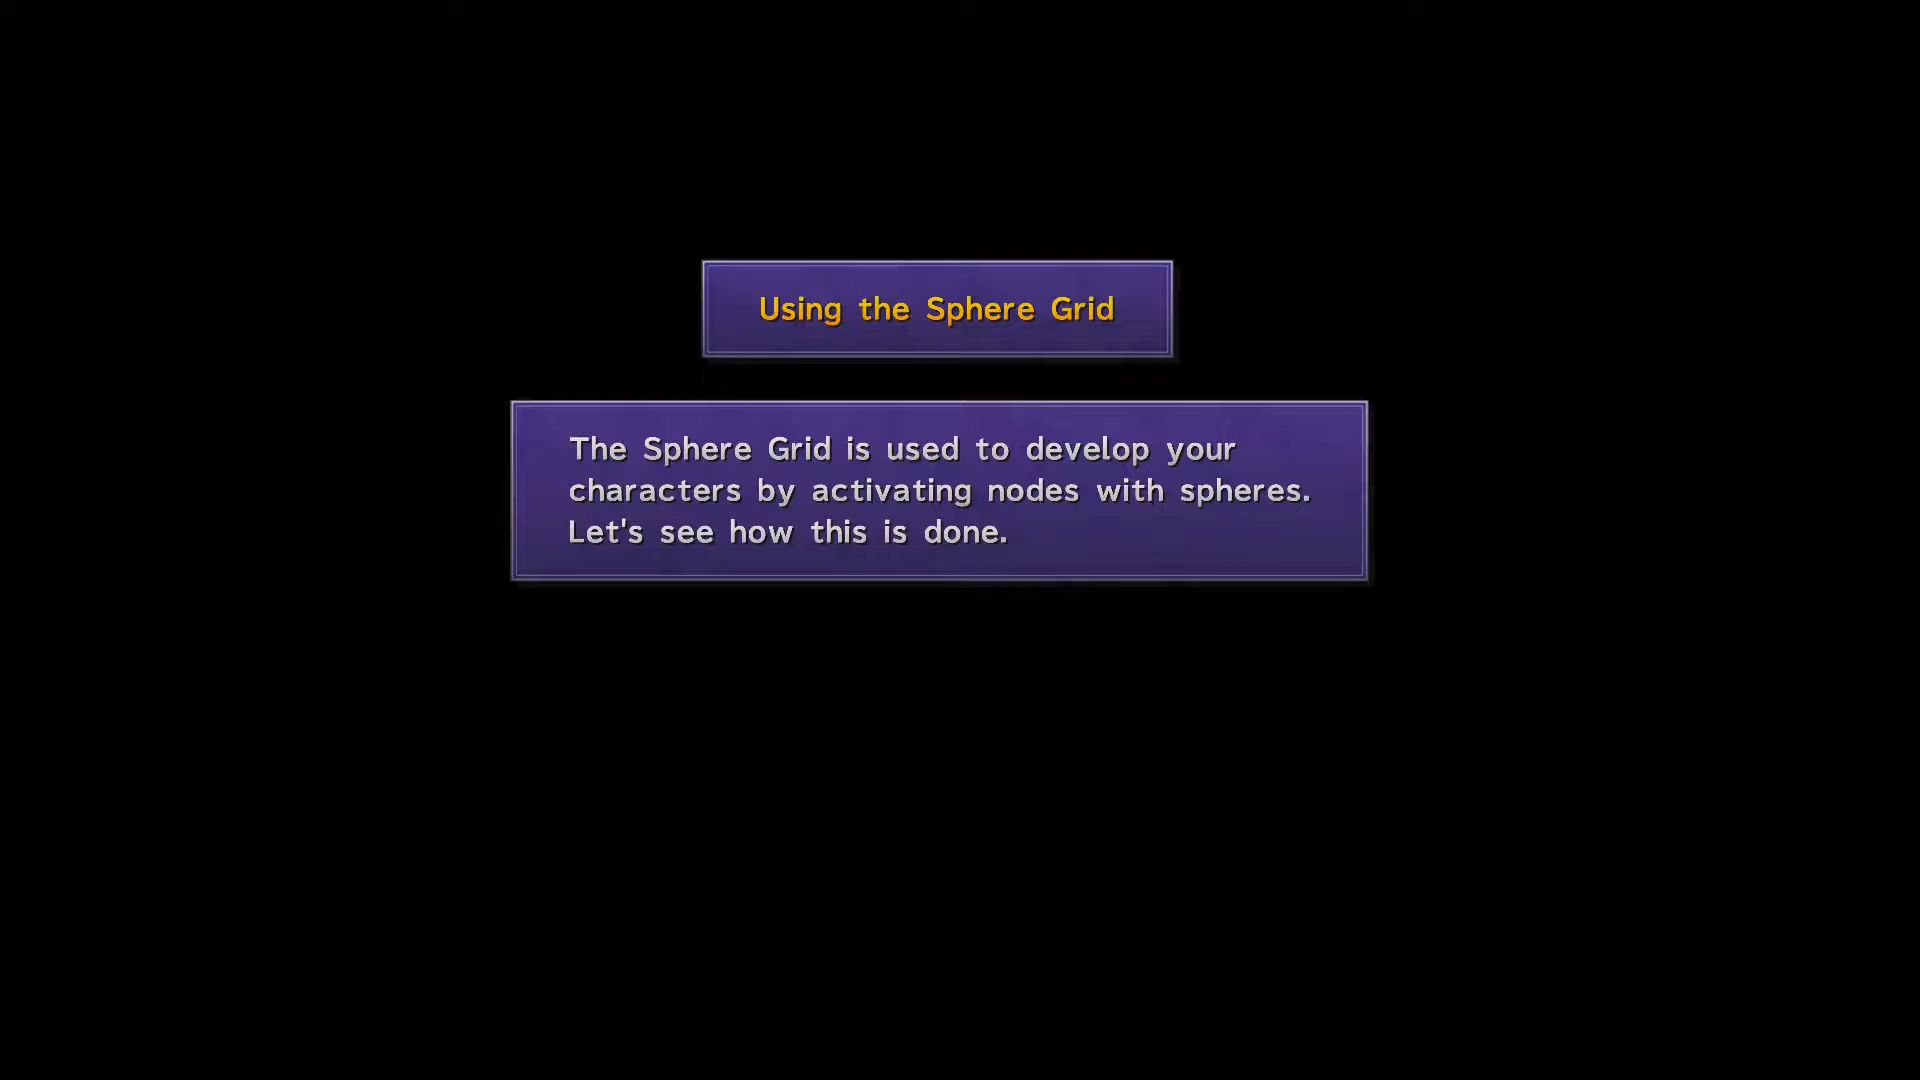 Using the Sphere Grid
The Sphere Grid is used to develop your
characters by activating nodes with spheres.
Let's see how this is done.